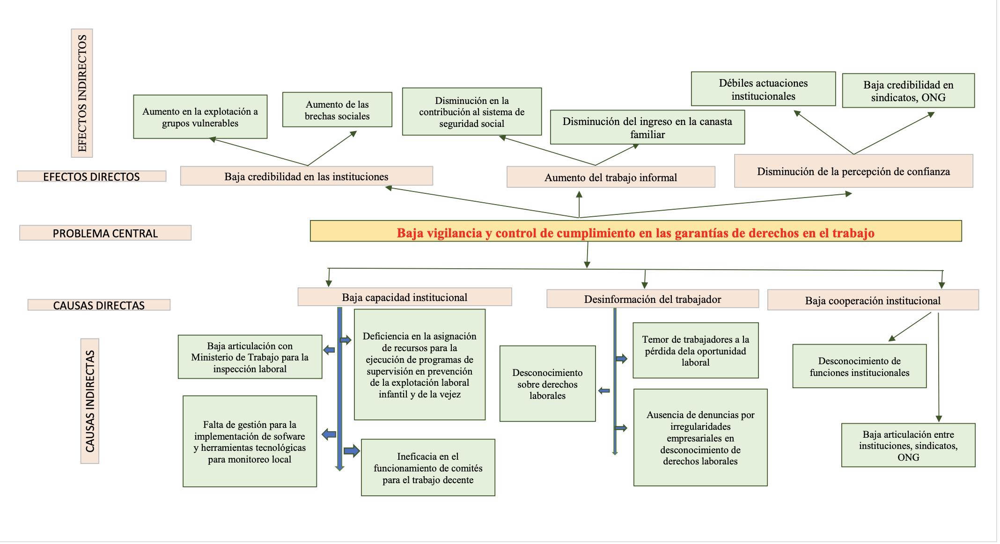 EFECTOS INDIRECTOS
Aumento en la explotación a
grupos vulnerables
Aumento de las
brechas sociales
Disminución en la
contribución al sistema de
seguridad social
Disminución del ingreso en la canasta
familiar
Débiles actuaciones
institucionales
Baja credibilidad en
sindicatos, ONG
EFECTOS DIRECTOS
Baja credibilidad en las instituciones
Aumento del trabajo informal
Disminución de la percepción de confianza
PROBLEMA CENTRAL
Baja vigilancia y control de cumplimiento en las garantías de derechos en el trabajo
CAUSAS DIRECTAS
Baja capacidad institucional
Desinformación del trabajador
Baja cooperación institucional
CAUSAS INDIRECTAS
Baja articulación con
Ministerio de Trabajo para la
inspección laboral
Deficiencia en la asignación
de recursos para la
ejecución de programas de
supervisión en prevención
de la explotación laboral
infantil y de la vejez
Falta de gestión para la
implementación de sofware
y herramientas tecnológicas
para monitoreo local
Ineficacia en el
funcionamiento de comités
para el trabajo decente
Desconocimiento
sobre derechos
laborales
Temor de trabajadores a la
pérdida dela oportunidad
laboral
Ausencia de denuncias por
irregularidades
empresariales en
desconocimiento de
derechos laborales
Desconocimiento de
funciones institucionales
Baja articulación entre
instituciones, sindicatos,
ONG